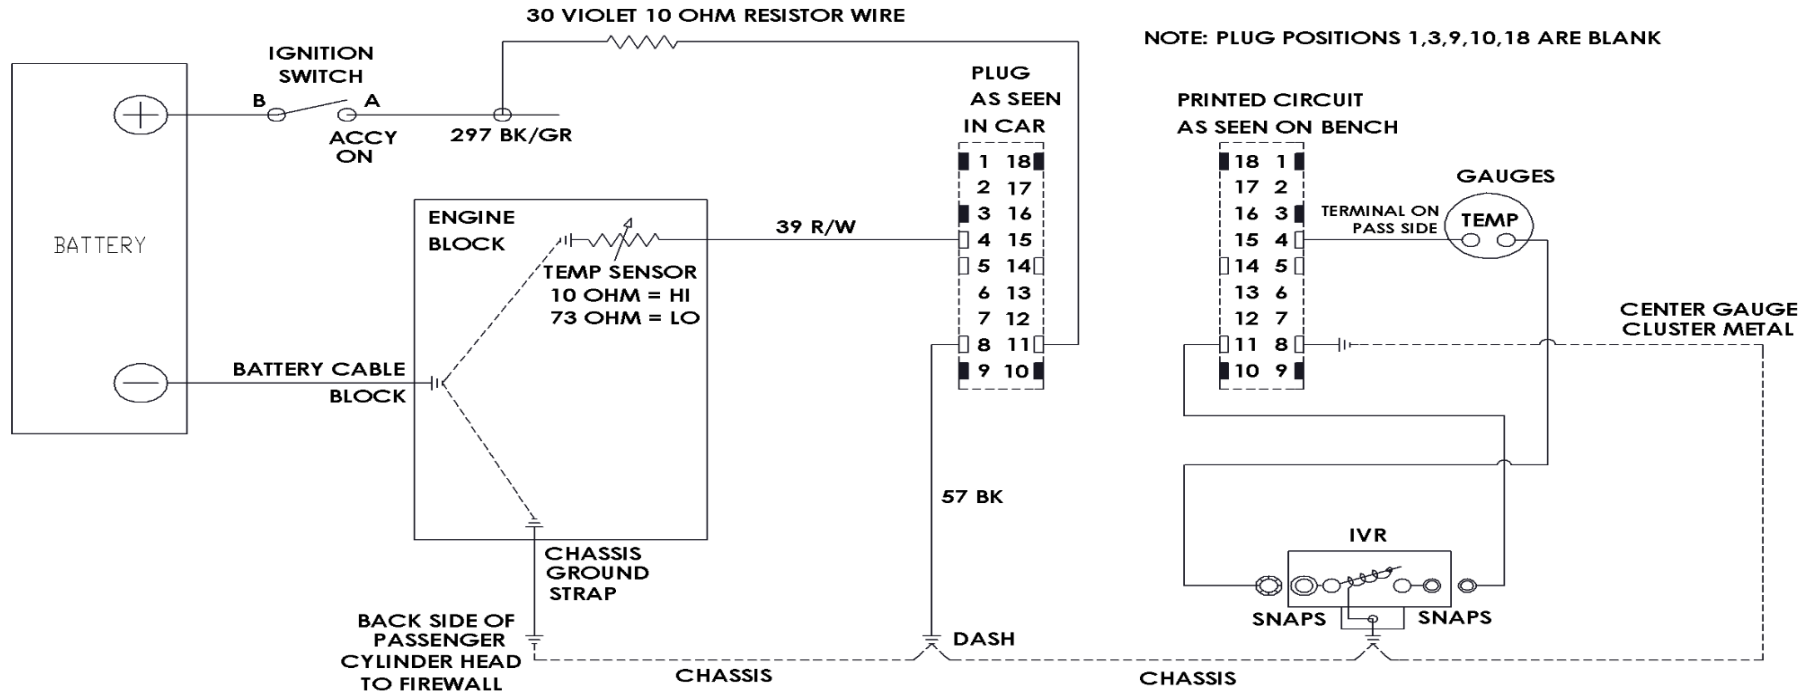 30 VIOLET 10 OHM RESISTOR WIRE
NOTE: PLUG POSITIONS 1,3,9,10,18 ARE BLANK
IGNITION
SWITCH
B
A
ACCY
ON
297 BK/GR
PLUG
AS SEEN
IN CAR
1 18
2 17
3 16
4 15
5 14
6 13
7 12
8 11
9 10
PRINTED CIRCUIT
AS SEEN ON BENCH
18 1
17 2
16 3
15 4
14 5
13 6
12 7
11 8
10 9
GAUGES
TEMP
TERMINAL ON
PASS SIDE
BATTERY
ENGINE
BLOCK
39 R/W
TEMP SENSOR
10 OHM = HI
73 OHM = LO
CENTER GAUGE
CLUSTER METAL
BATTERY CABLE
BLOCK
57 BK
IVR
SNAPS
SNAPS
CHASSIS
GROUND
STRAP
BACK SIDE OF
PASSENGER
CYLINDER HEAD
TO FIREWALL
DASH
CHASSIS
CHASSIS